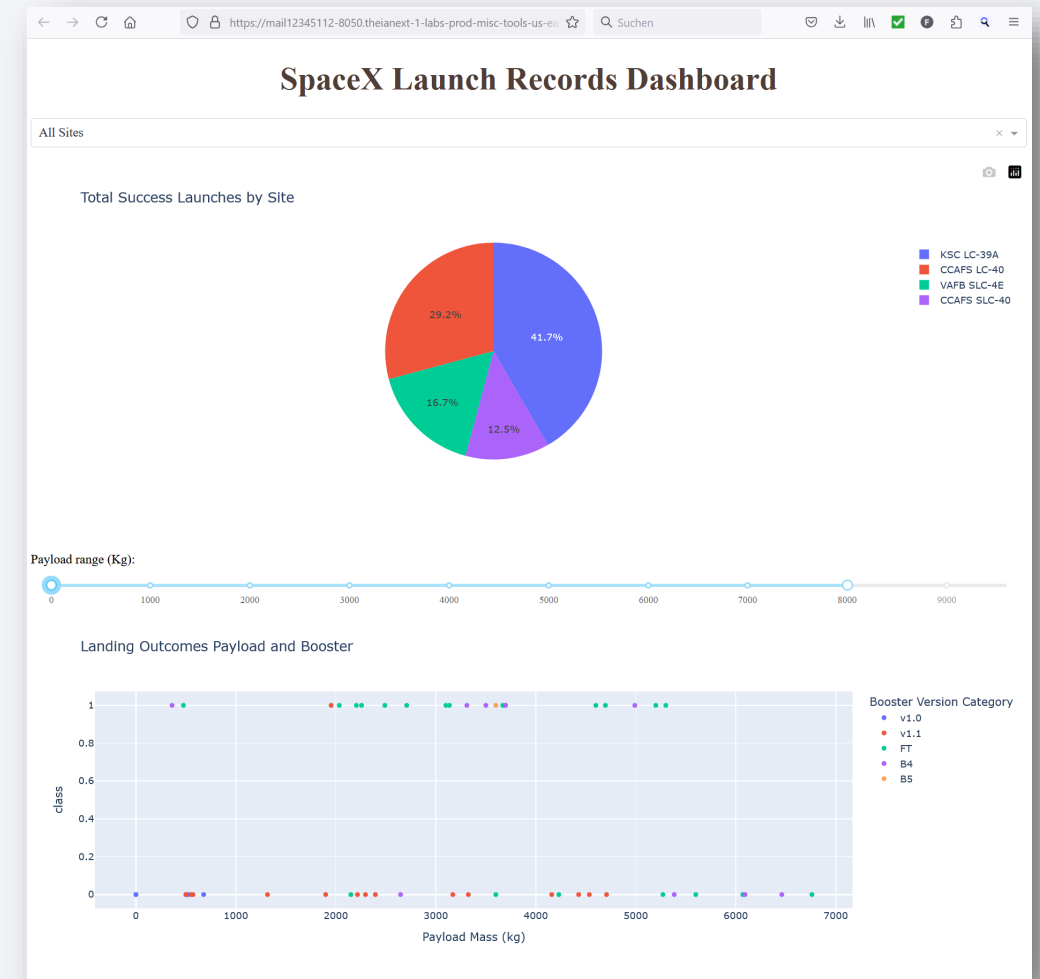 https://mail12345112-8050.theianext-1-labs-prod-misc-tools-us-ea
Suchen
SpaceX Launch Records Dashboard
All Sites
Total Success Launches by Site
KSC LC-39A
CCAFS LC-40
VAFB SLC-4E
CCAFS SLC-40
29.2%
41.7%
16.7%
12.5%
Payload range (Kg):
0 1000 2000 3000 4000 5000 6000 7000 8000 9000
Landing Outcomes Payload and Booster
Booster Version Category
v1.0
v1.1
FT
B4
B5
1
0.8
0.6
0.4
0.2
0
class
0 1000 2000 3000 4000 5000 6000 7000
Payload Mass (kg)